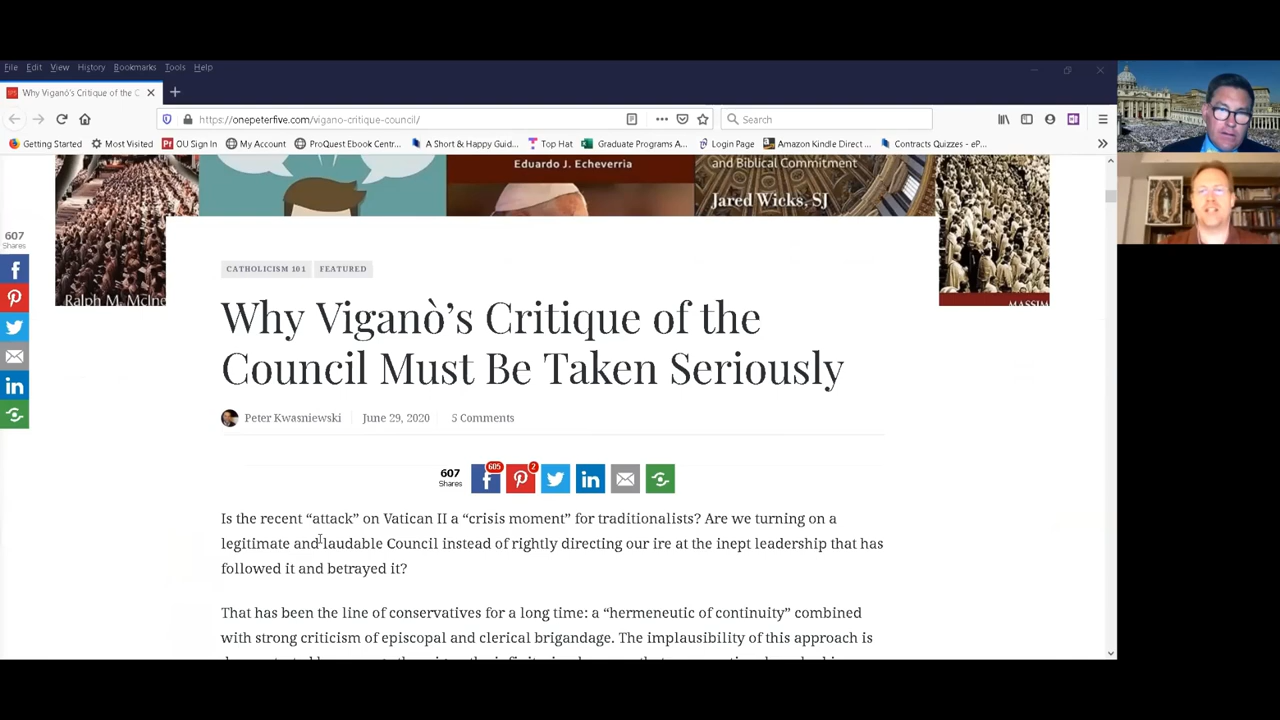 File Edit View History Bookmarks Tools Help
Why Viganò's Critique of the C
https://onepeterfive.com/vigano-critique-council/
Search
Getting Started Most Visited OU Sign In My Account ProQuest Ebook Centr... A Short & Happy Guid... Top Hat Graduate Programs A... Login Page Amazon Kindle Direct ... Contracts Quizzes - eP...
Eduardo J. Echeverria
and Biblical Commitment
Jared Wicks, SJ
Ralph M. McIne
MASSIM
607
Shares
CATHOLICISM 101 FEATURED
Why Viganò's Critique of the
Council Must Be Taken Seriously
Peter Kwasniewski June 29, 2020 5 Comments
607
Shares
605
2
Is the recent “attack” on Vatican II a “crisis moment” for traditionalists? Are we turning on a
legitimate and laudable Council instead of rightly directing our ire at the inept leadership that has
followed it and betrayed it?
That has been the line of conservatives for a long time: a “hermeneutic of continuity” combined
with strong criticism of episcopal and clerical brigandage. The implausibility of this approach is